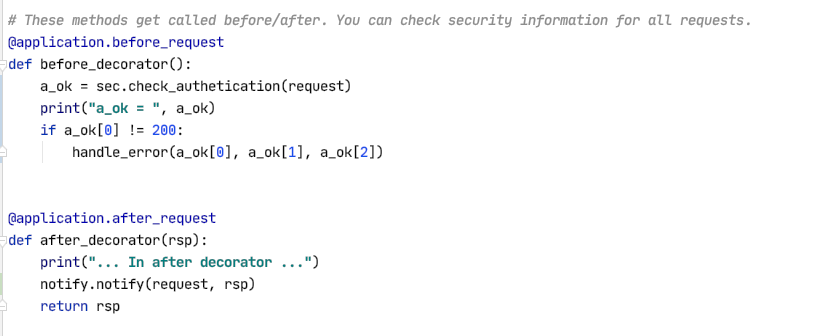 # These methods get called before/after. You can check security information for all requests.
@application.before_request
def before_decorator():
    a_ok = sec.check_authetication(request)
    print("a_ok = ", a_ok)
    if a_ok[0] != 200:
        handle_error(a_ok[0], a_ok[1], a_ok[2])
@application.after_request
def after_decorator(rsp):
    print("... In after decorator ...")
    notify.notify(request, rsp)
    return rsp